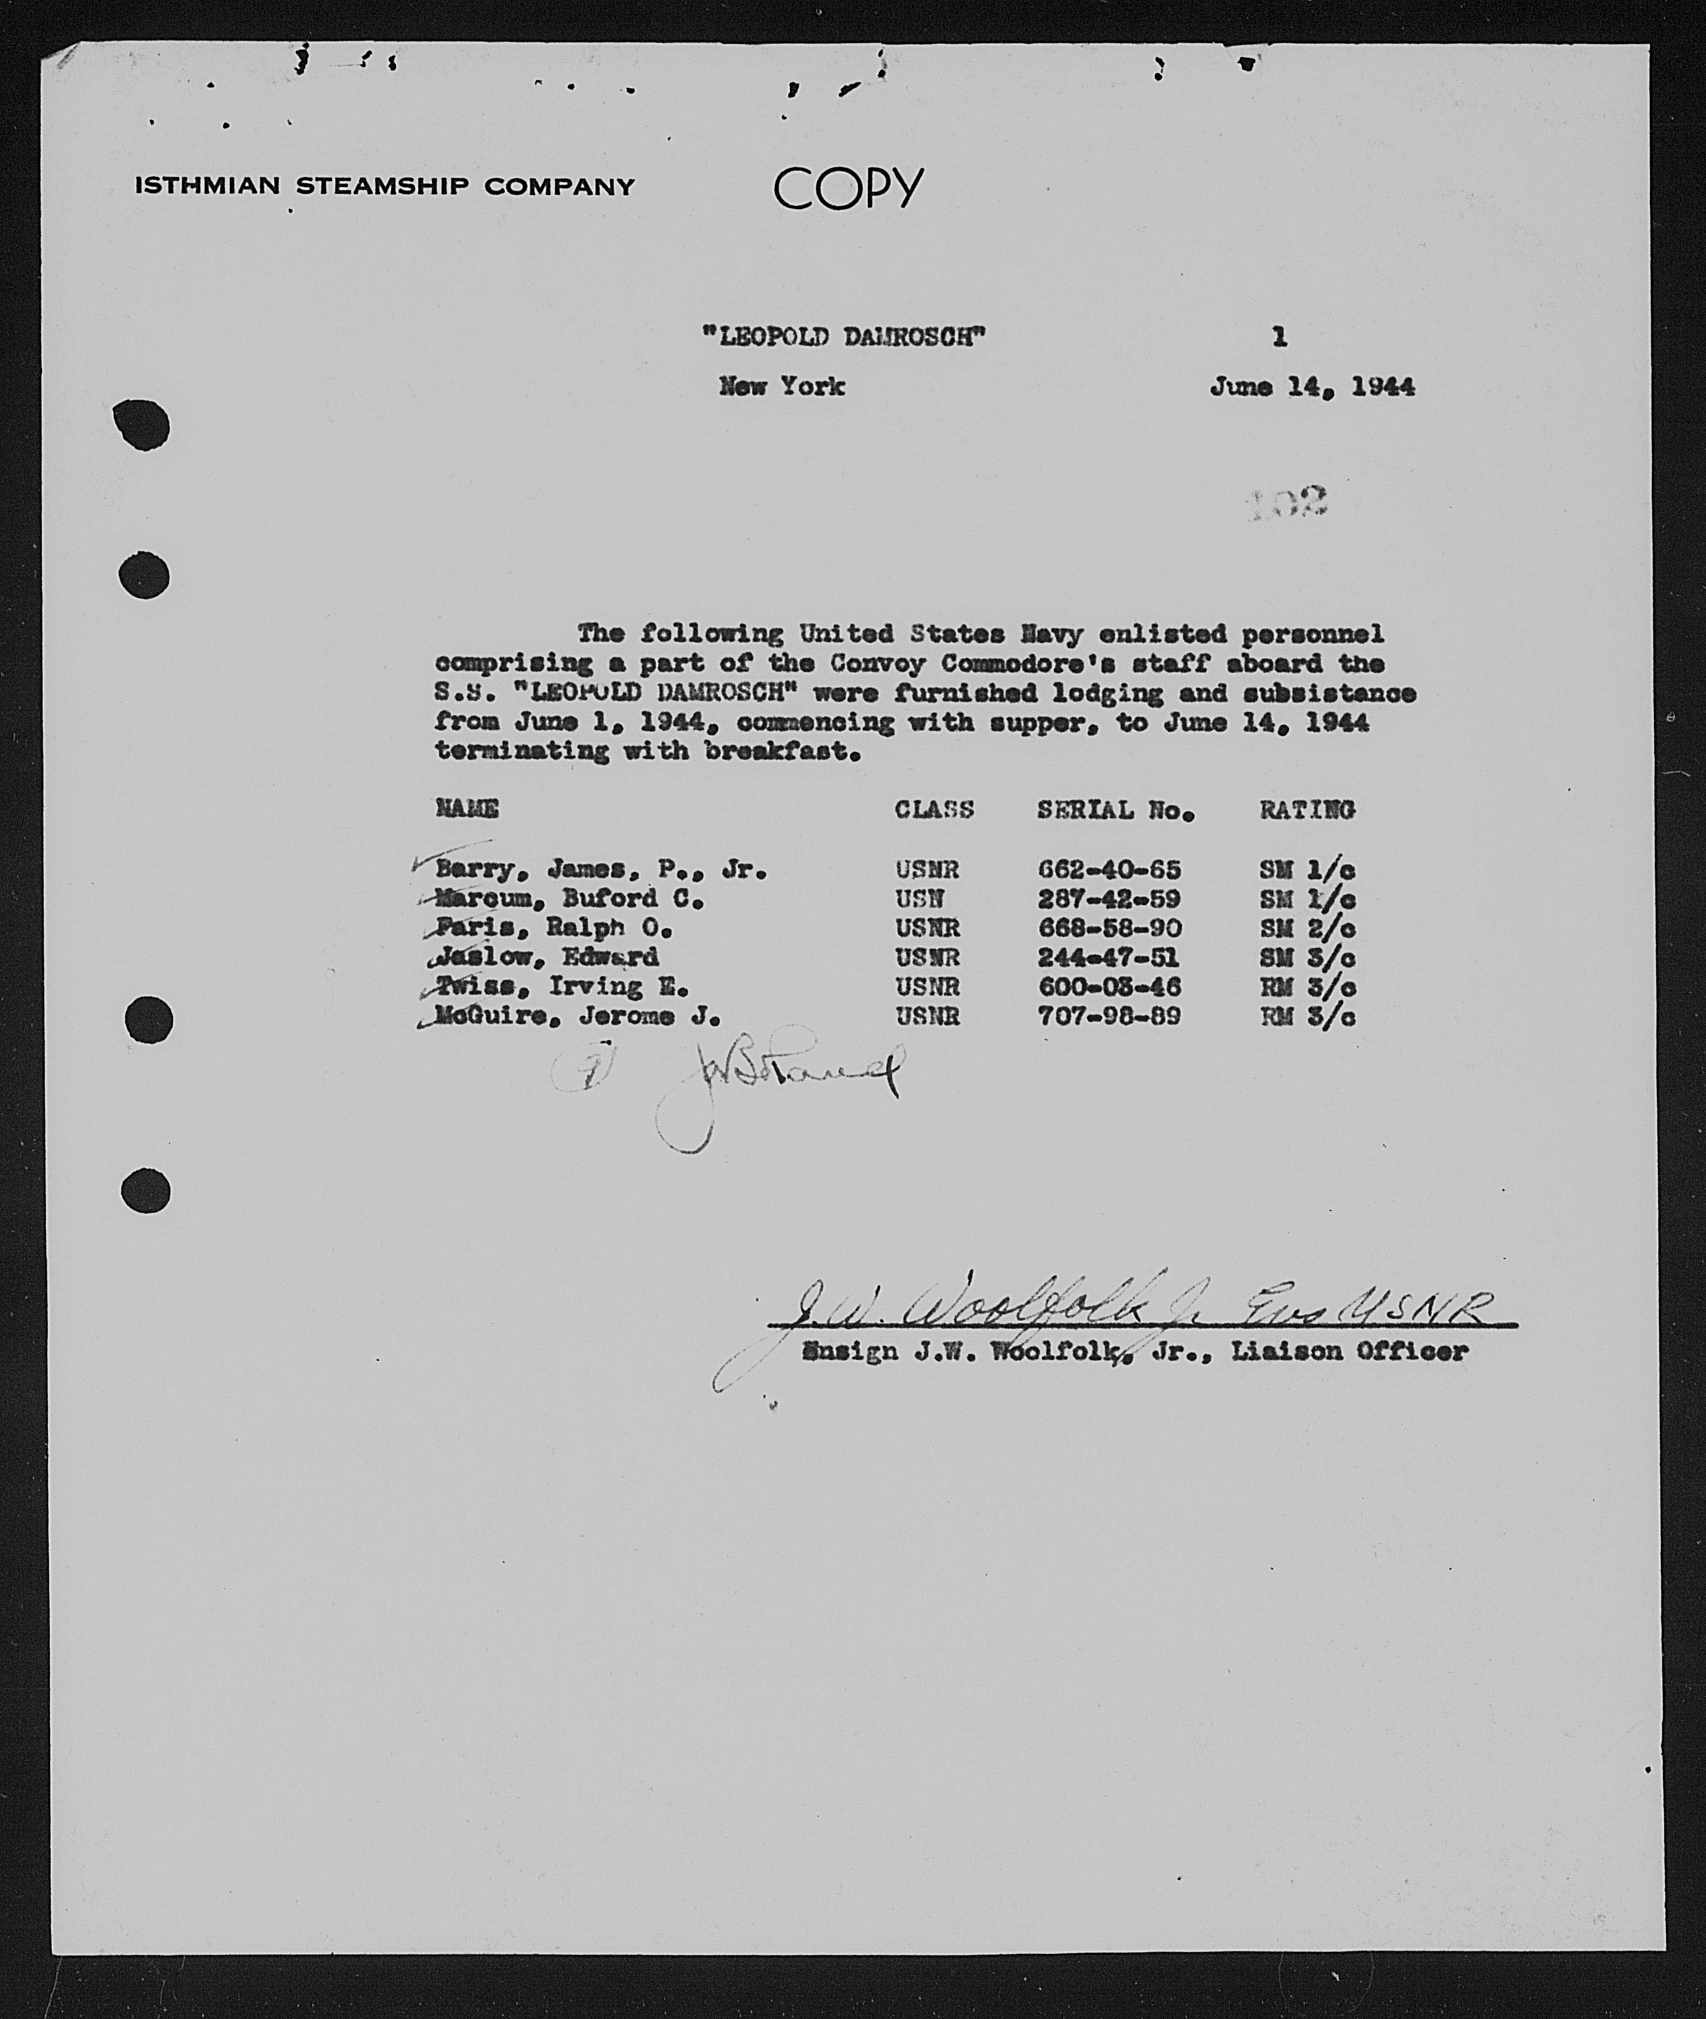 ISTHMIAN STEAMSHIP COMPANY COPY
"LEOPOLD DAMROSCH" 1
New York June 14, 1944
The following United States Navy enlisted personnel
comprising a part of the Convoy Commodore's staff aboard the
S.S. "LEOPOLD DAMROSCH" were furnished lodging and subsistance
from June 1, 1944, commencing with supper, to June 14, 1944
terminating with breakfast.
NAME CLASS SERIAL No. RATING
Barry, James, P., Jr. USNR 662-40-65 SM 1/c
Marcum, Buford C. USN 287-42-59 SM 1/c
Paris, Ralph O. USNR 668-58-90 SM 2/c
Jaslow, Edward USNR 244-47-51 SM 3/c
Twiss, Irving E. USNR 600-03-46 RM 3/c
McGuire, Jerome J. USNR 707-98-89 RM 3/c
J.W. Woolfolk Jr Ens USNR
Ensign J.W. Woolfolk, Jr., Liaison Officer